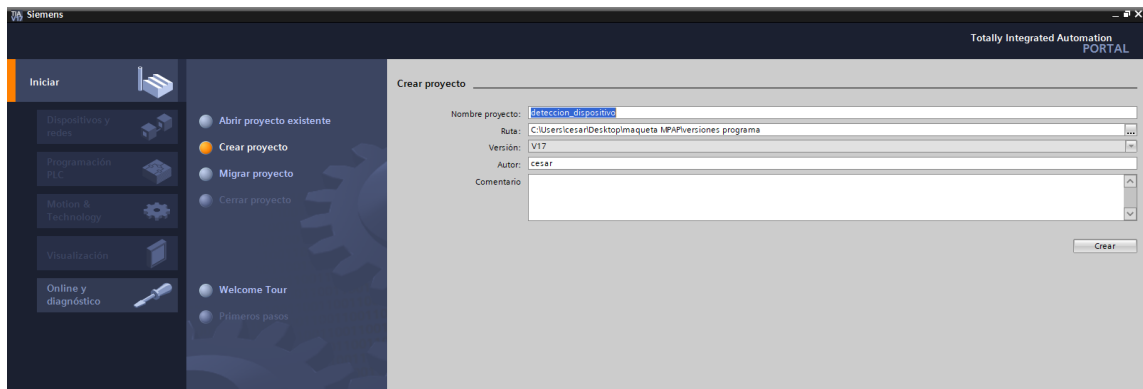 Siemens
Totally Integrated Automation
PORTAL
Iniciar
Dispositivos y
redes
Programación
PLC
Motion &
Technology
Visualización
Online y
diagnóstico
Abrir proyecto existente
Crear proyecto
Migrar proyecto
Cerrar proyecto
Welcome Tour
Primeros pasos
Crear proyecto
Nombre proyecto: deteccion_dispositivo
Ruta: C:\Users\cesar\Desktop\maqueta MPAP\versiones programa
...
Versión: V17
Autor: cesar
Comentario
Crear